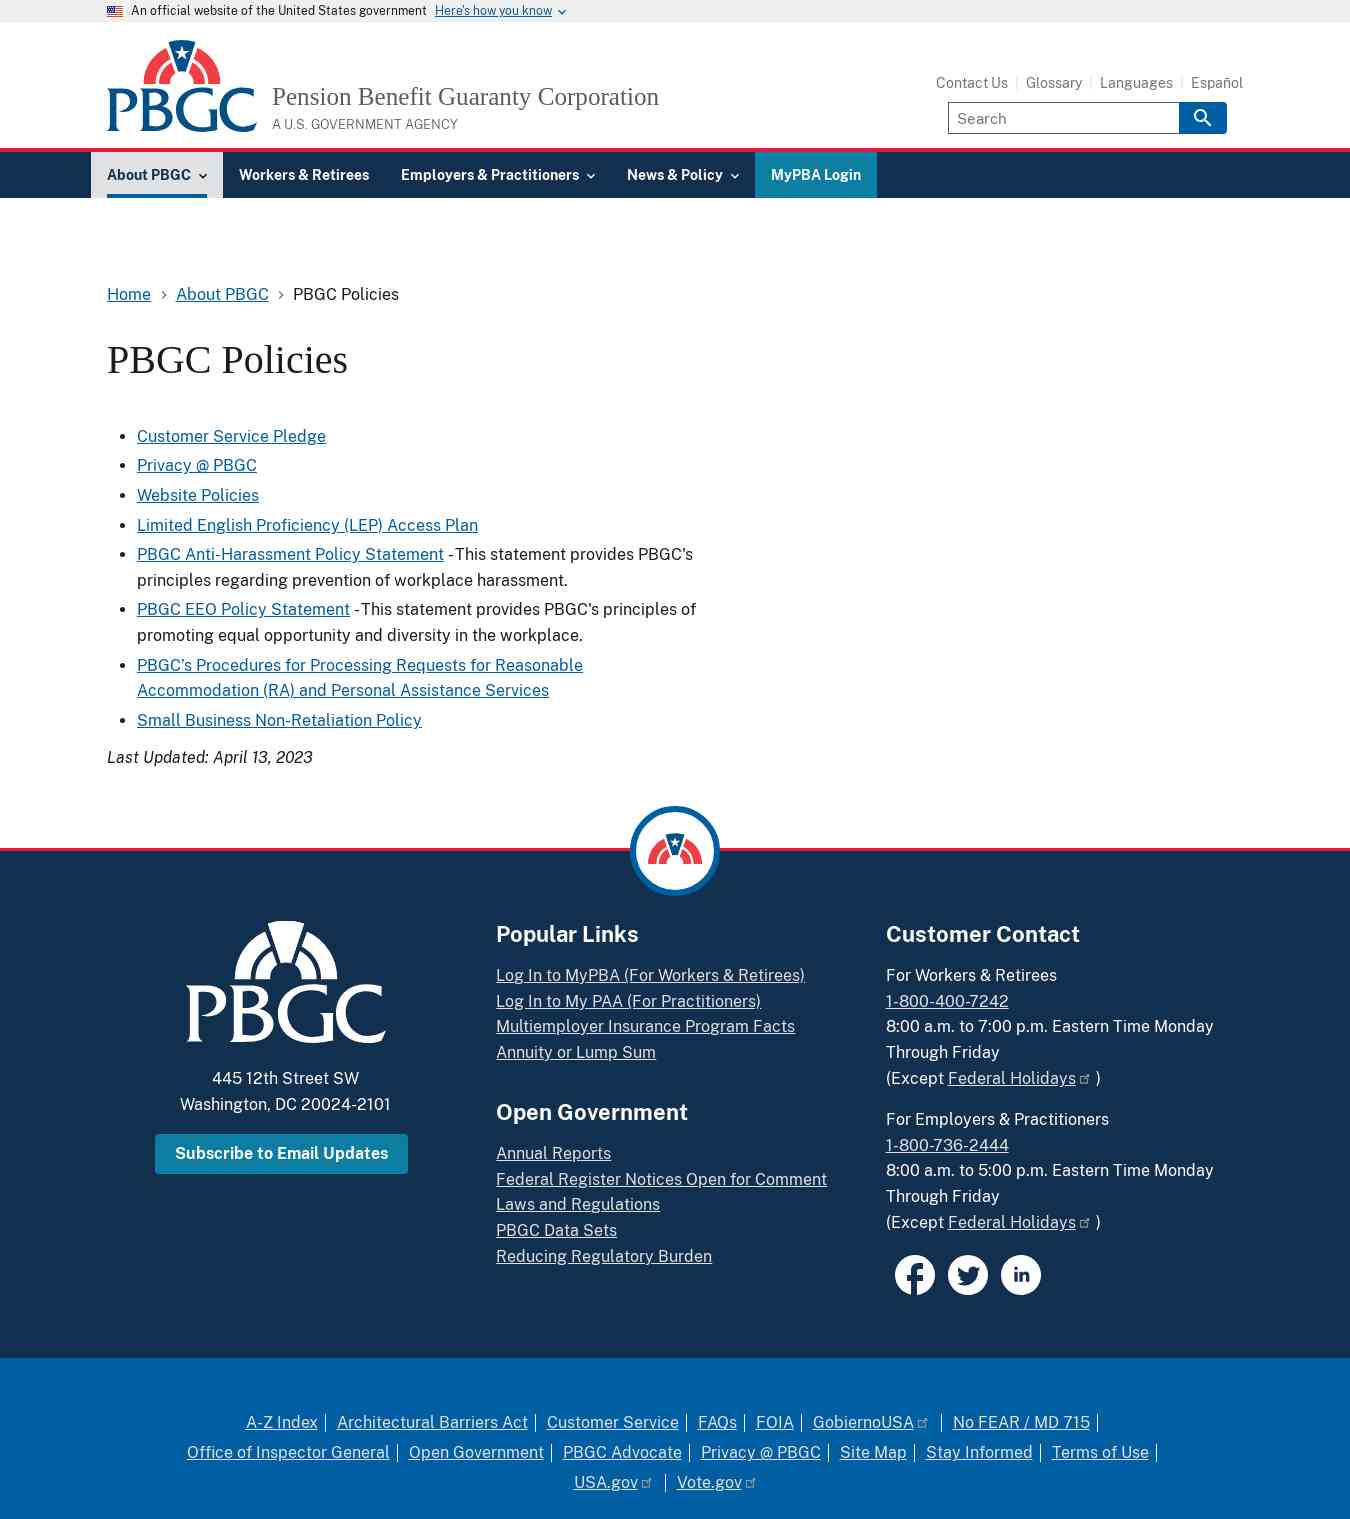 An official website of the United States government Here's how you know
PBGC
Pension Benefit Guaranty Corporation
A U.S. GOVERNMENT AGENCY
Contact Us Glossary Languages Español
Search
About PBGC Workers & Retirees Employers & Practitioners News & Policy MyPBA Login
Home About PBGC PBGC Policies
PBGC Policies
Customer Service Pledge
Privacy @ PBGC
Website Policies
Limited English Proficiency (LEP) Access Plan
PBGC Anti-Harassment Policy Statement - This statement provides PBGC's
principles regarding prevention of workplace harassment.
PBGC EEO Policy Statement - This statement provides PBGC's principles of
promoting equal opportunity and diversity in the workplace.
PBGC’s Procedures for Processing Requests for Reasonable
Accommodation (RA) and Personal Assistance Services
Small Business Non-Retaliation Policy
Last Updated: April 13, 2023
PBGC
445 12th Street SW
Washington, DC 20024-2101
Subscribe to Email Updates
Popular Links
Log In to MyPBA (For Workers & Retirees)
Log In to My PAA (For Practitioners)
Multiemployer Insurance Program Facts
Annuity or Lump Sum
Open Government
Annual Reports
Federal Register Notices Open for Comment
Laws and Regulations
PBGC Data Sets
Reducing Regulatory Burden
Customer Contact
For Workers & Retirees
1-800-400-7242
8:00 a.m. to 7:00 p.m. Eastern Time Monday
Through Friday
(Except Federal Holidays )
For Employers & Practitioners
1-800-736-2444
8:00 a.m. to 5:00 p.m. Eastern Time Monday
Through Friday
(Except Federal Holidays )
in
A-Z Index Architectural Barriers Act Customer Service FAQs FOIA GobiernoUSA No FEAR / MD 715
Office of Inspector General Open Government PBGC Advocate Privacy @ PBGC Site Map Stay Informed Terms of Use
USA.gov Vote.gov